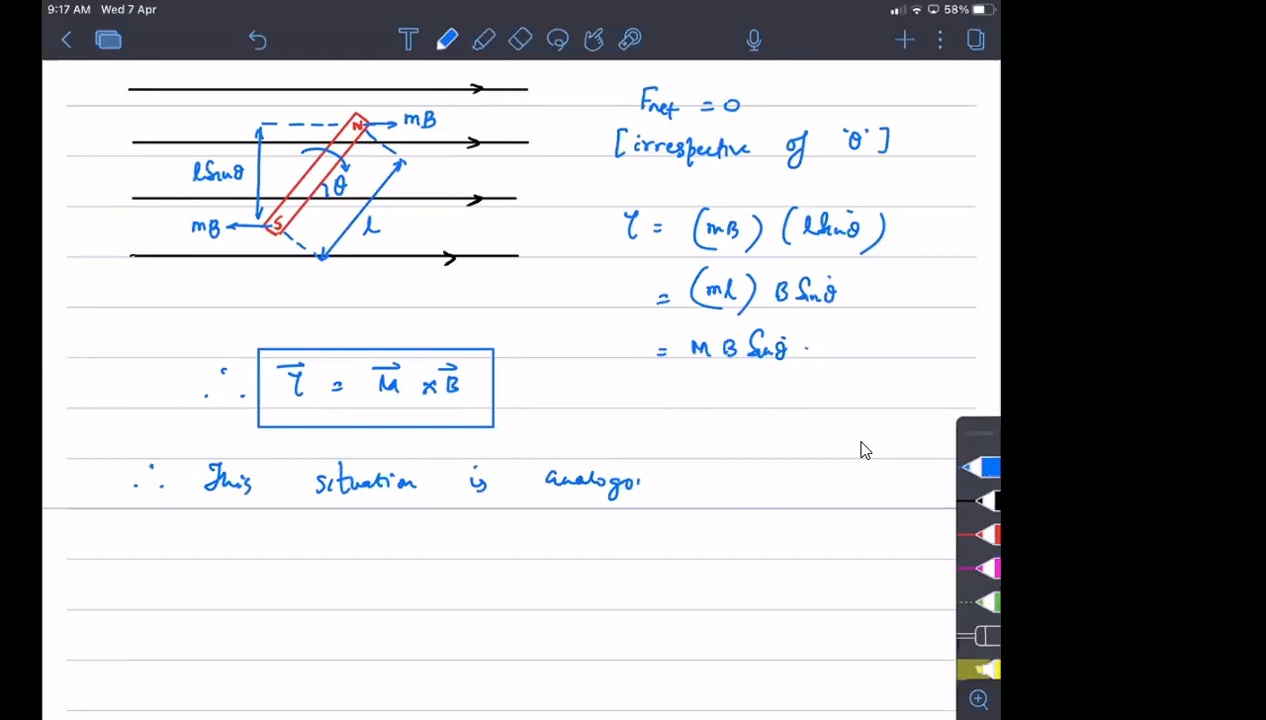 9:17 AM Wed 7 Apr
58%
T
N
mB
lSinθ
θ
mB
S
l
Fnet = 0
[irrespective of 'θ']
τ = (mB) (lSinθ)
= (ml) B Sinθ
= M B Sinθ.
∴ τ⃗ = M⃗ × B⃗
∴ This situation is analogo